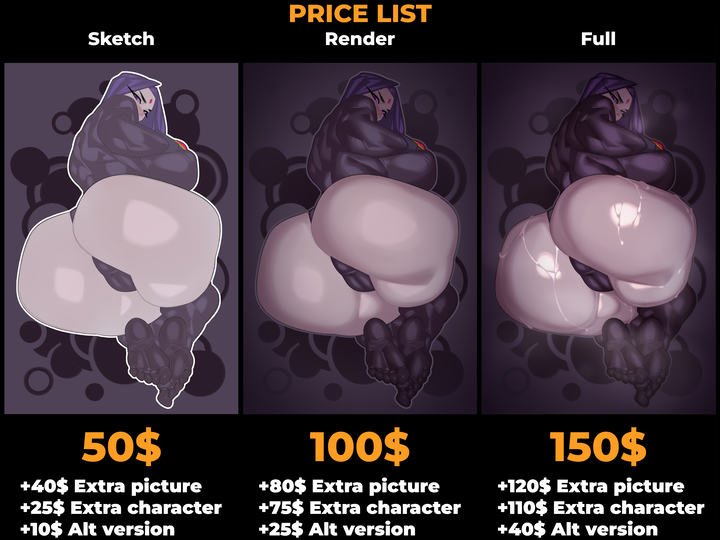 PRICE LIST
Sketch
Render
Full
50$
100$
150$
+40$ Extra picture
+25$ Extra character
+10$ Alt version
+80$ Extra picture
+75$ Extra character
+25$ Alt version
+120$ Extra picture
+110$ Extra character
+40$ Alt version